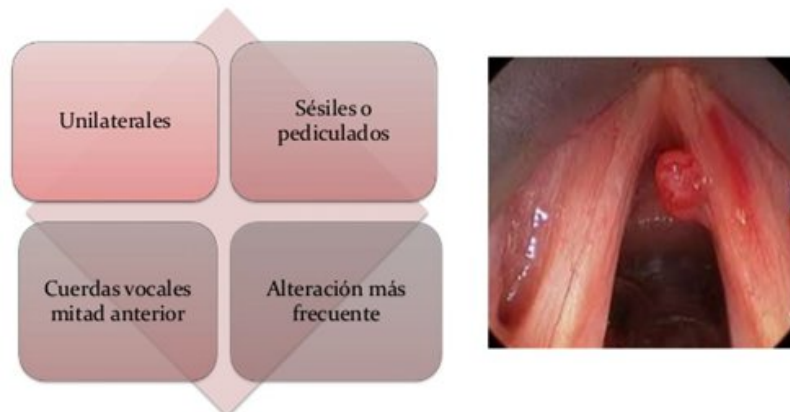 Unilaterales
Sésiles o
pediculados
Cuerdas vocales
mitad anterior
Alteración más
frecuente